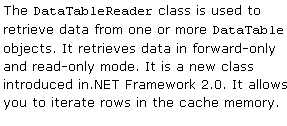 The DataTableReader class is used to
retrieve data from one or more DataTable
objects. It retrieves data in forward-only
and read-only mode. It is a new class
introduced in.NET Framework 2.0. It allows
you to iterate rows in the cache memory.